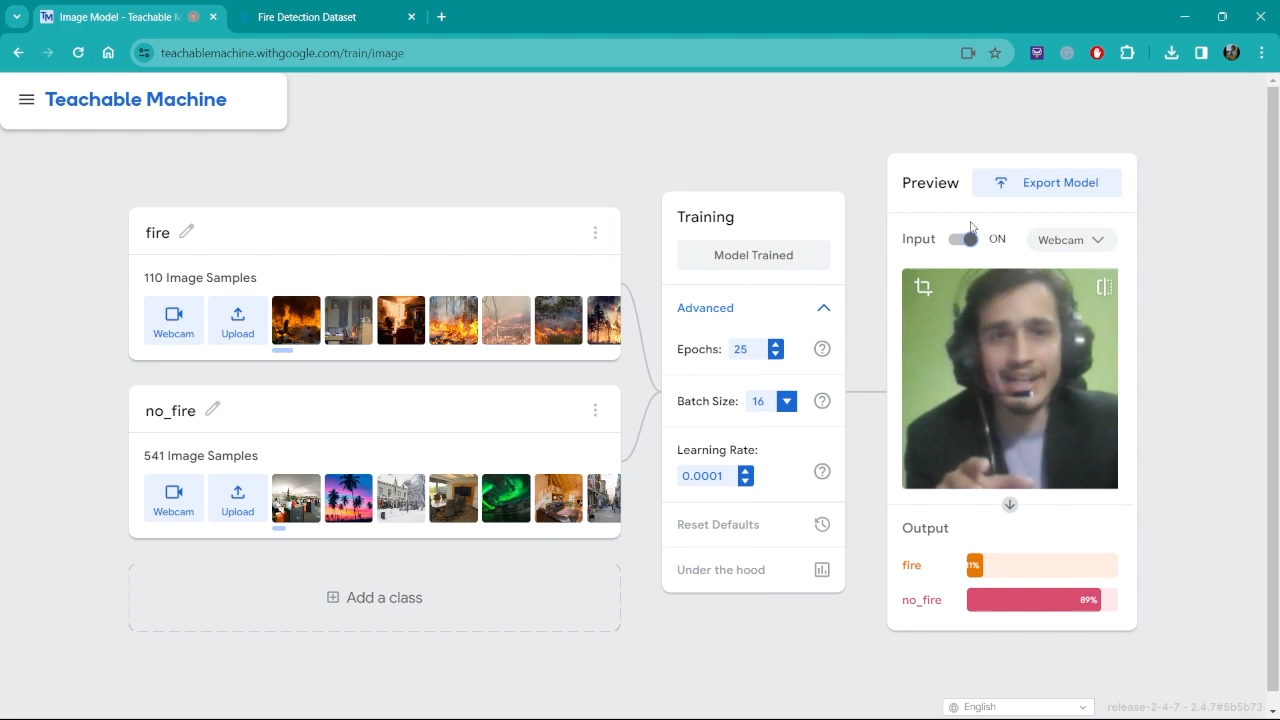 Image Model - Teachable M
Fire Detection Dataset
teachablemachine.withgoogle.com/train/image
Teachable Machine
Preview
Export Model
Training
fire
Model Trained
Input
ON
Webcam
110 Image Samples
Webcam
Upload
Advanced
Epochs:
25
Batch Size:
16
no_fire
Learning Rate:
0.0001
541 Image Samples
Webcam
Upload
Reset Defaults
Under the hood
Output
fire
11%
no_fire
89%
Add a class
English
release-2-4-7 - 2.4.7#5b5b73